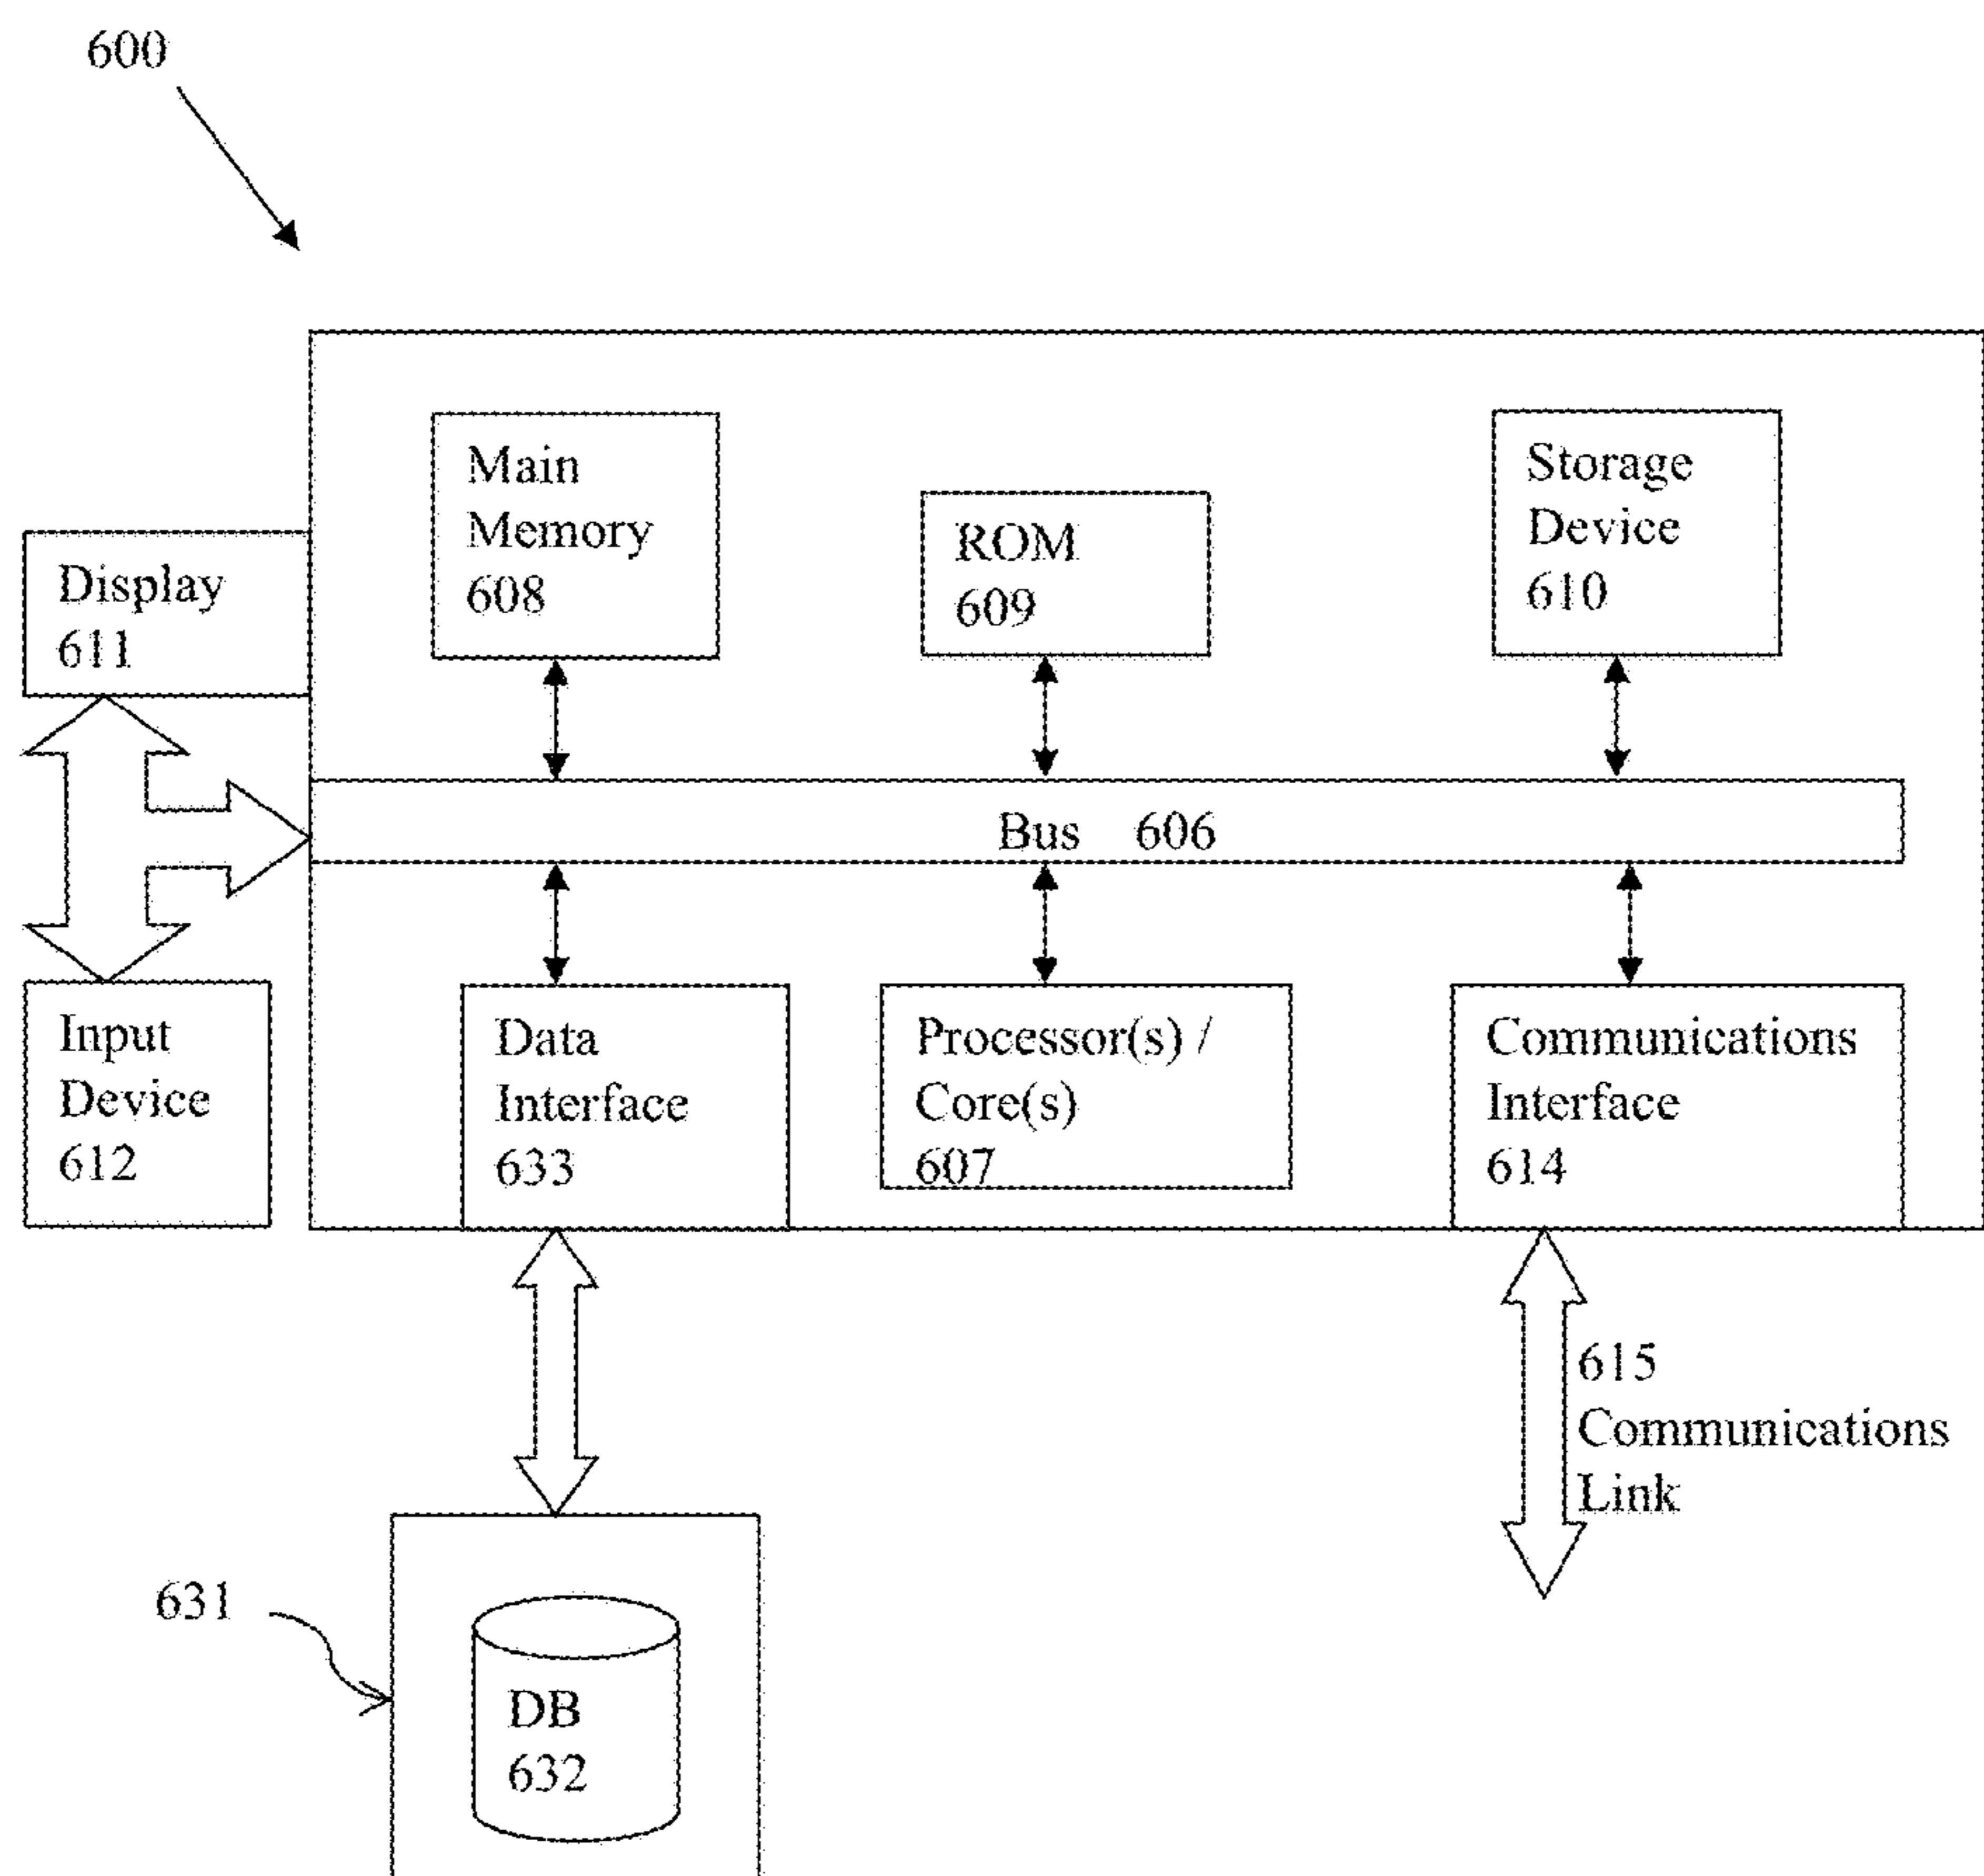 600
Main
Memory
608
ROM
609
Storage
Device
610
Display
611
Bus 606
Input
Device
612
Data
Interface
633
Processor(s) /
Core(s)
607
Communications
Interface
614
615
Communications
Link
631
DB
632